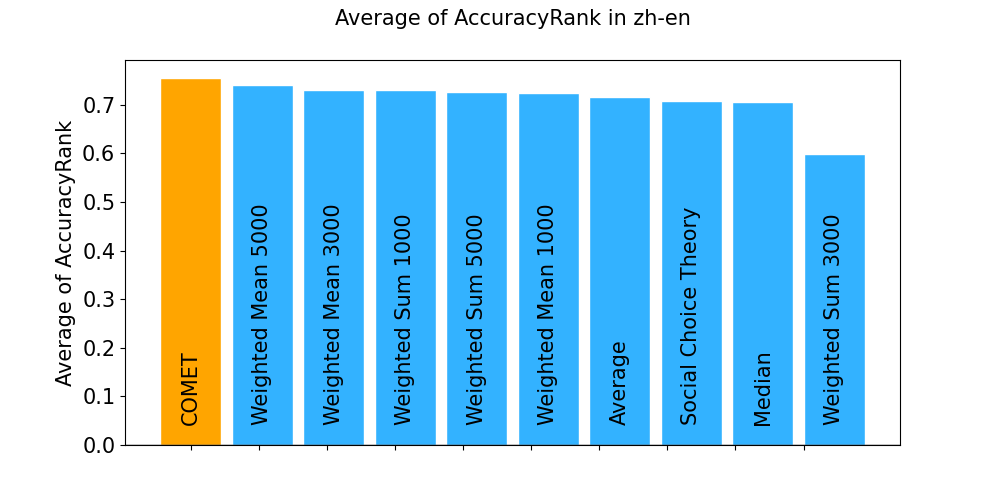 Average of AccuracyRank in zh-en
Average of AccuracyRank
0.7
0.6
0.5
0.4
0.3
0.2
0.1
0.0
COMET
Weighted Mean 5000
Weighted Mean 3000
Weighted Sum 1000
Weighted Sum 5000
Weighted Mean 1000
Average
Social Choice Theory
Median
Weighted Sum 3000